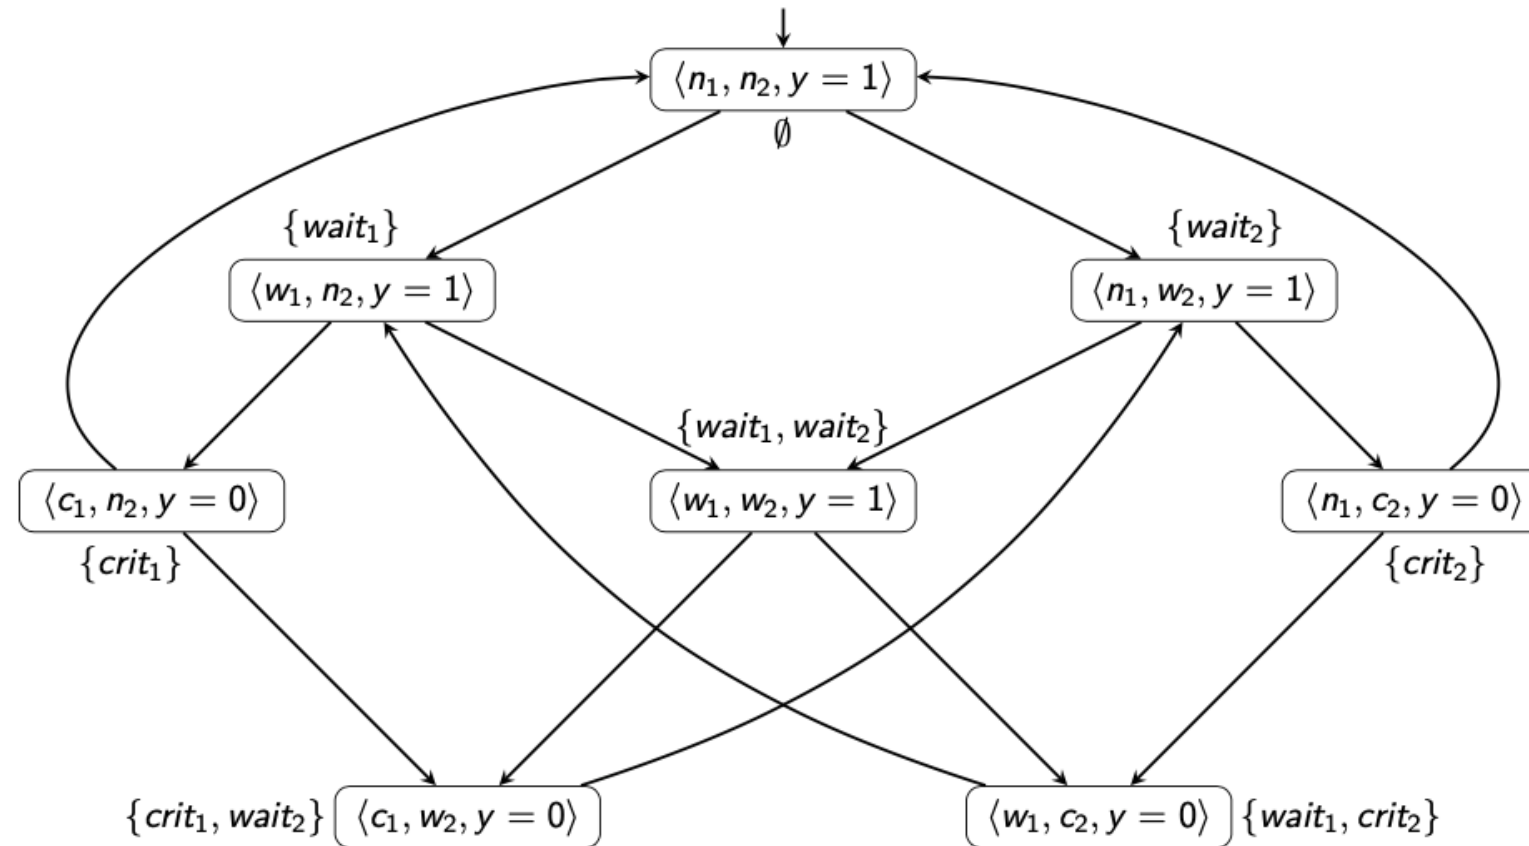 ⟨n₁, n₂, y = 1⟩
∅
{wait₁}
{wait₂}
⟨w₁, n₂, y = 1⟩
⟨n₁, w₂, y = 1⟩
{wait₁, wait₂}
⟨c₁, n₂, y = 0⟩
⟨w₁, w₂, y = 1⟩
⟨n₁, c₂, y = 0⟩
{crit₁}
{crit₂}
{crit₁, wait₂}
⟨c₁, w₂, y = 0⟩
⟨w₁, c₂, y = 0⟩
{wait₁, crit₂}